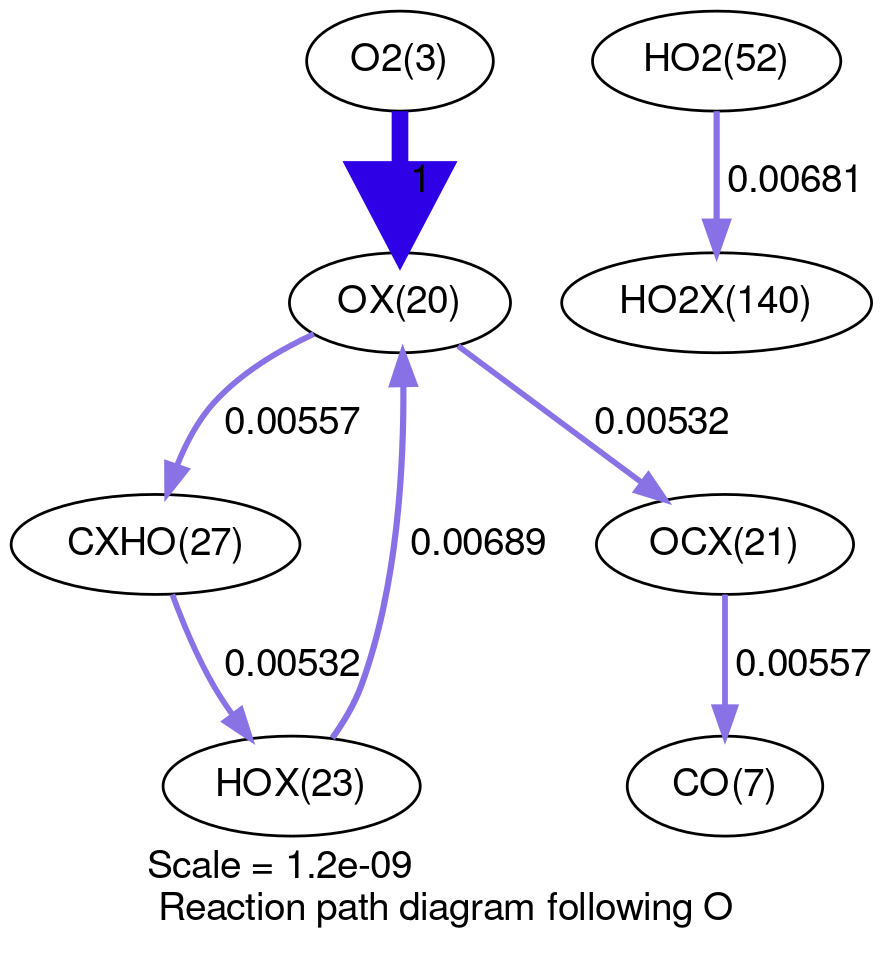 O2(3)
HO2(52)
1
0.00681
OX(20)
HO2X(140)
0.00557
0.00532
0.00689
CXHO(27)
OCX(21)
0.00532
0.00557
HOX(23)
CO(7)
Scale = 1.2e-09
Reaction path diagram following O